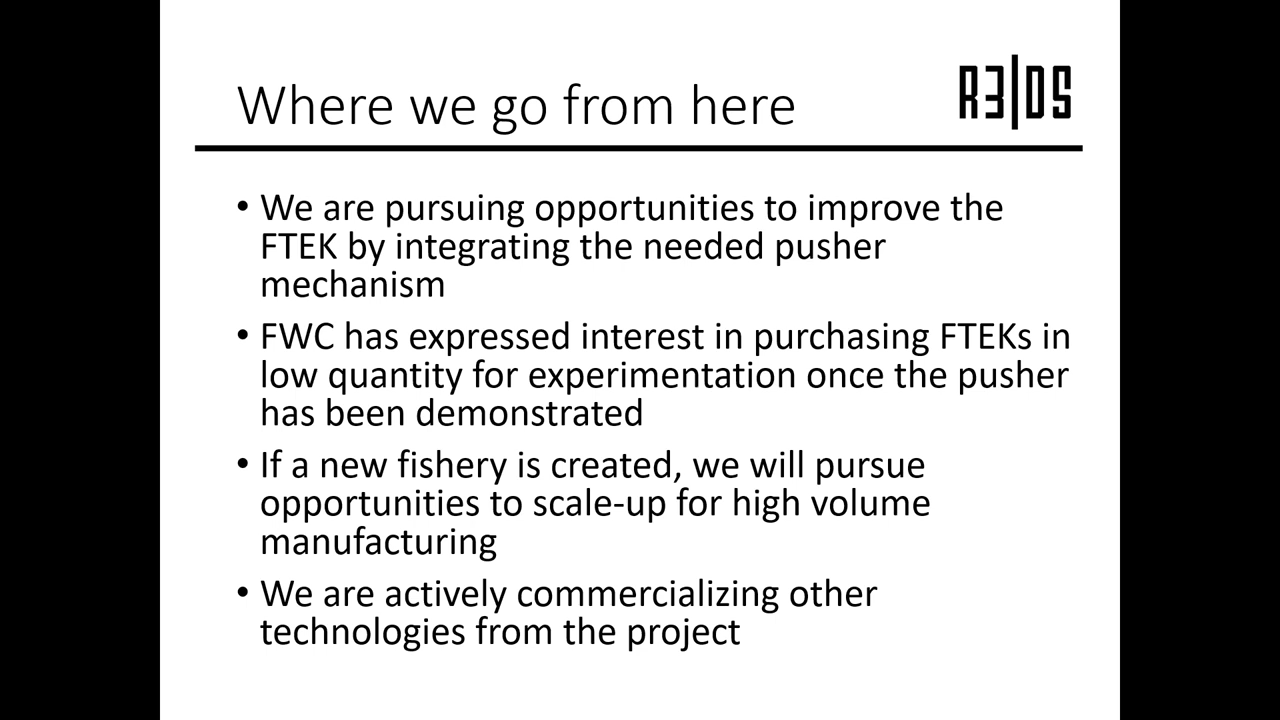 Where we go from here
R3|DS
• We are pursuing opportunities to improve the
FTEK by integrating the needed pusher
mechanism
• FWC has expressed interest in purchasing FTEKs in
low quantity for experimentation once the pusher
has been demonstrated
• If a new fishery is created, we will pursue
opportunities to scale-up for high volume
manufacturing
• We are actively commercializing other
technologies from the project